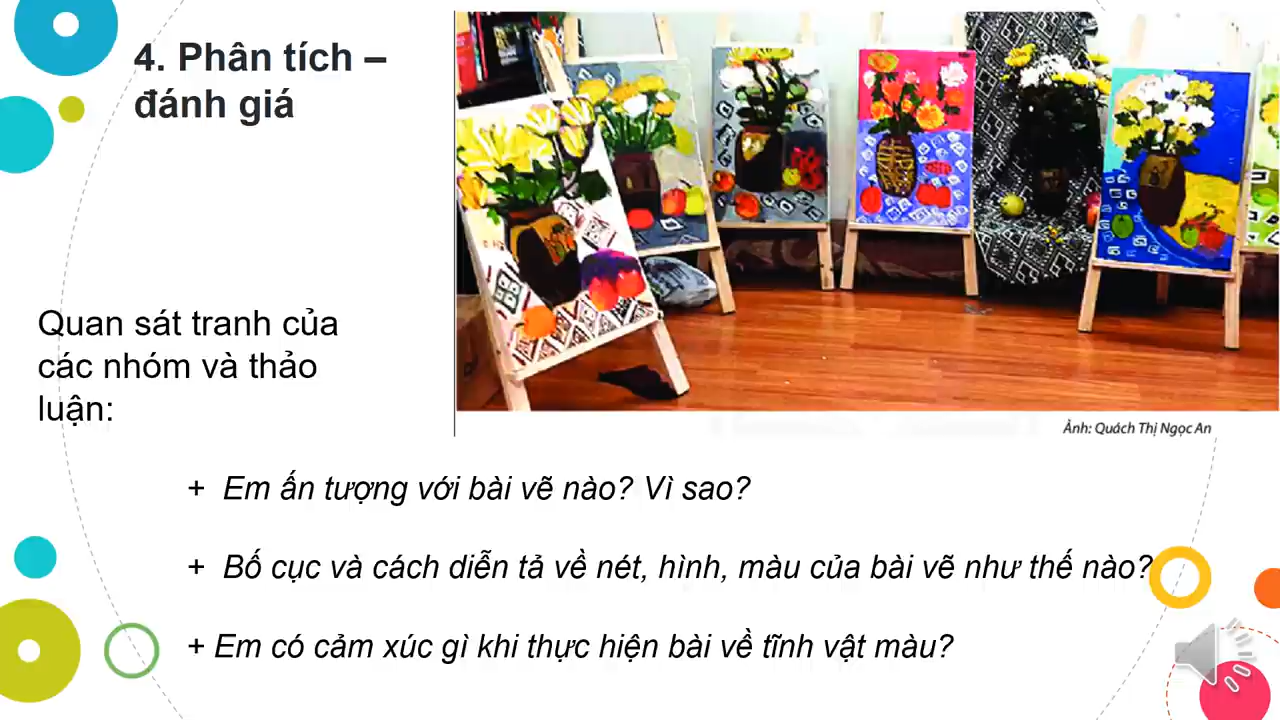 4. Phân tích –
đánh giá
Quan sát tranh của
các nhóm và thảo
luận:
Ảnh: Quách Thị Ngọc An
+ Em ấn tượng với bài vẽ nào? Vì sao?
+ Bố cục và cách diễn tả về nét, hình, màu của bài vẽ như thế nào?
+ Em có cảm xúc gì khi thực hiện bài về tĩnh vật màu?